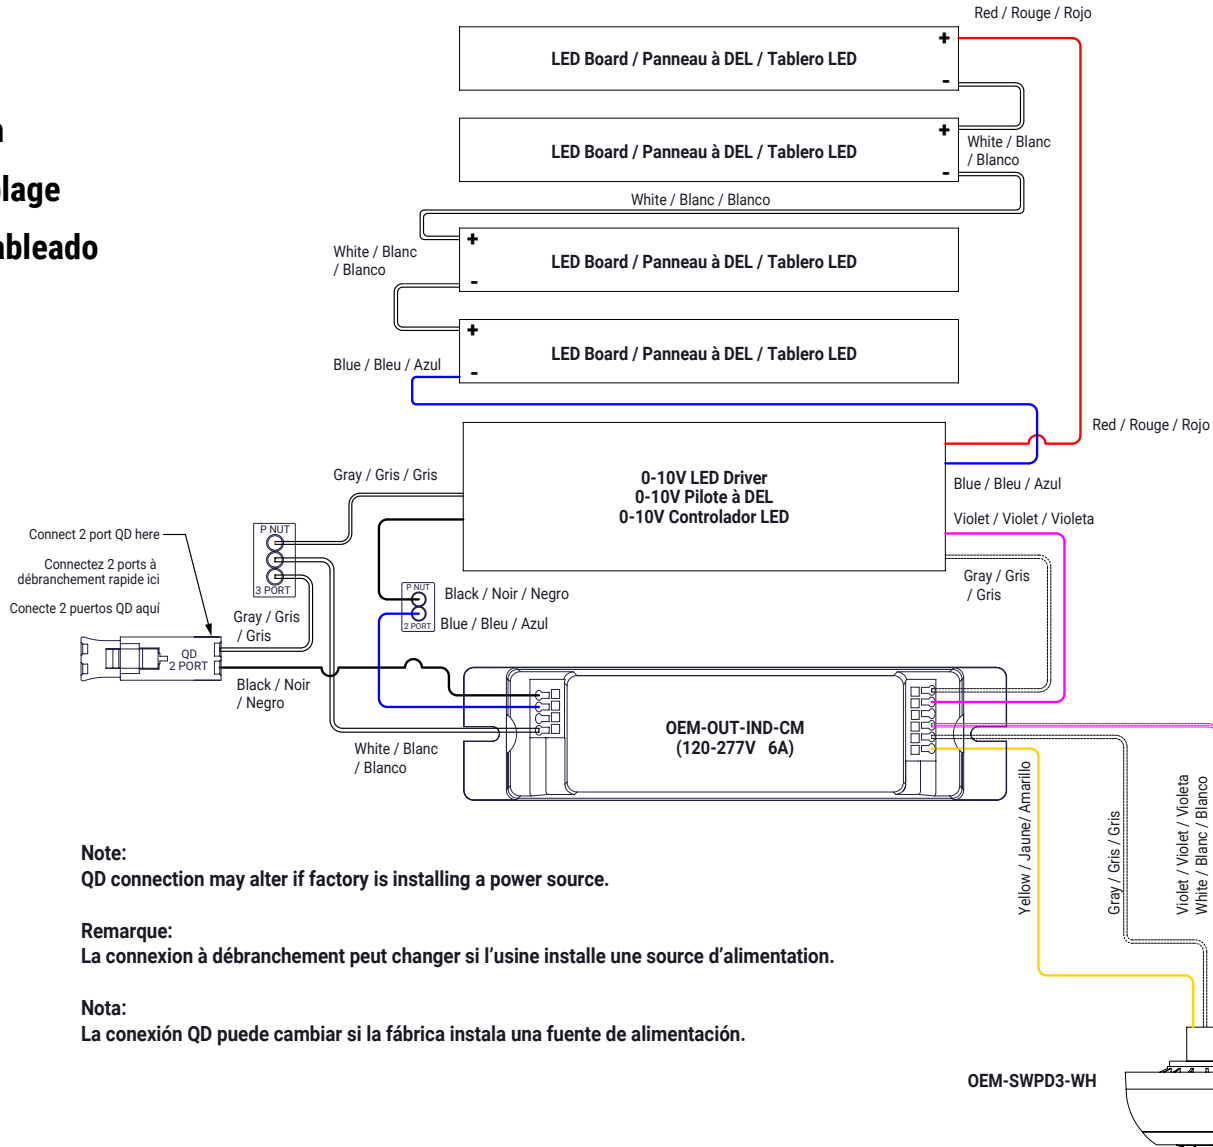 Red / Rouge / Rojo
+
LED Board / Panneau à DEL / Tablero LED
-
+
White / Blanc
/ Blanco
LED Board / Panneau à DEL / Tablero LED
-
White / Blanc / Blanco
+
White / Blanc
/ Blanco
LED Board / Panneau à DEL / Tablero LED
-
+
LED Board / Panneau à DEL / Tablero LED
Blue / Bleu / Azul
-
lage
ableado
Red / Rouge / Rojo
Gray / Gris / Gris
0-10V LED Driver
0-10V Pilote à DEL
0-10V Controlador LED
Blue / Bleu / Azul
Violet / Violet / Violeta
Gray / Gris
/ Gris
Connect 2 port QD here
Connectez 2 ports à
débranchement rapide ici
Conecte 2 puertos QD aquí
P NUT
3 PORT
P NUT
2 PORT
Black / Noir / Negro
Blue / Bleu / Azul
Gray / Gris
/ Gris
QD
2 PORT
Black / Noir
/ Negro
White / Blanc
/ Blanco
OEM-OUT-IND-CM
(120-277V 6A)
Yellow / Jaune/ Amarillo
Gray / Gris / Gris
Violet / Violet / Violeta
White / Blanc / Blanco
Note:
QD connection may alter if factory is installing a power source.
Remarque:
La connexion à débranchement peut changer si l’usine installe une source d’alimentation.
Nota:
La conexión QD puede cambiar si la fábrica instala una fuente de alimentación.
OEM-SWPD3-WH